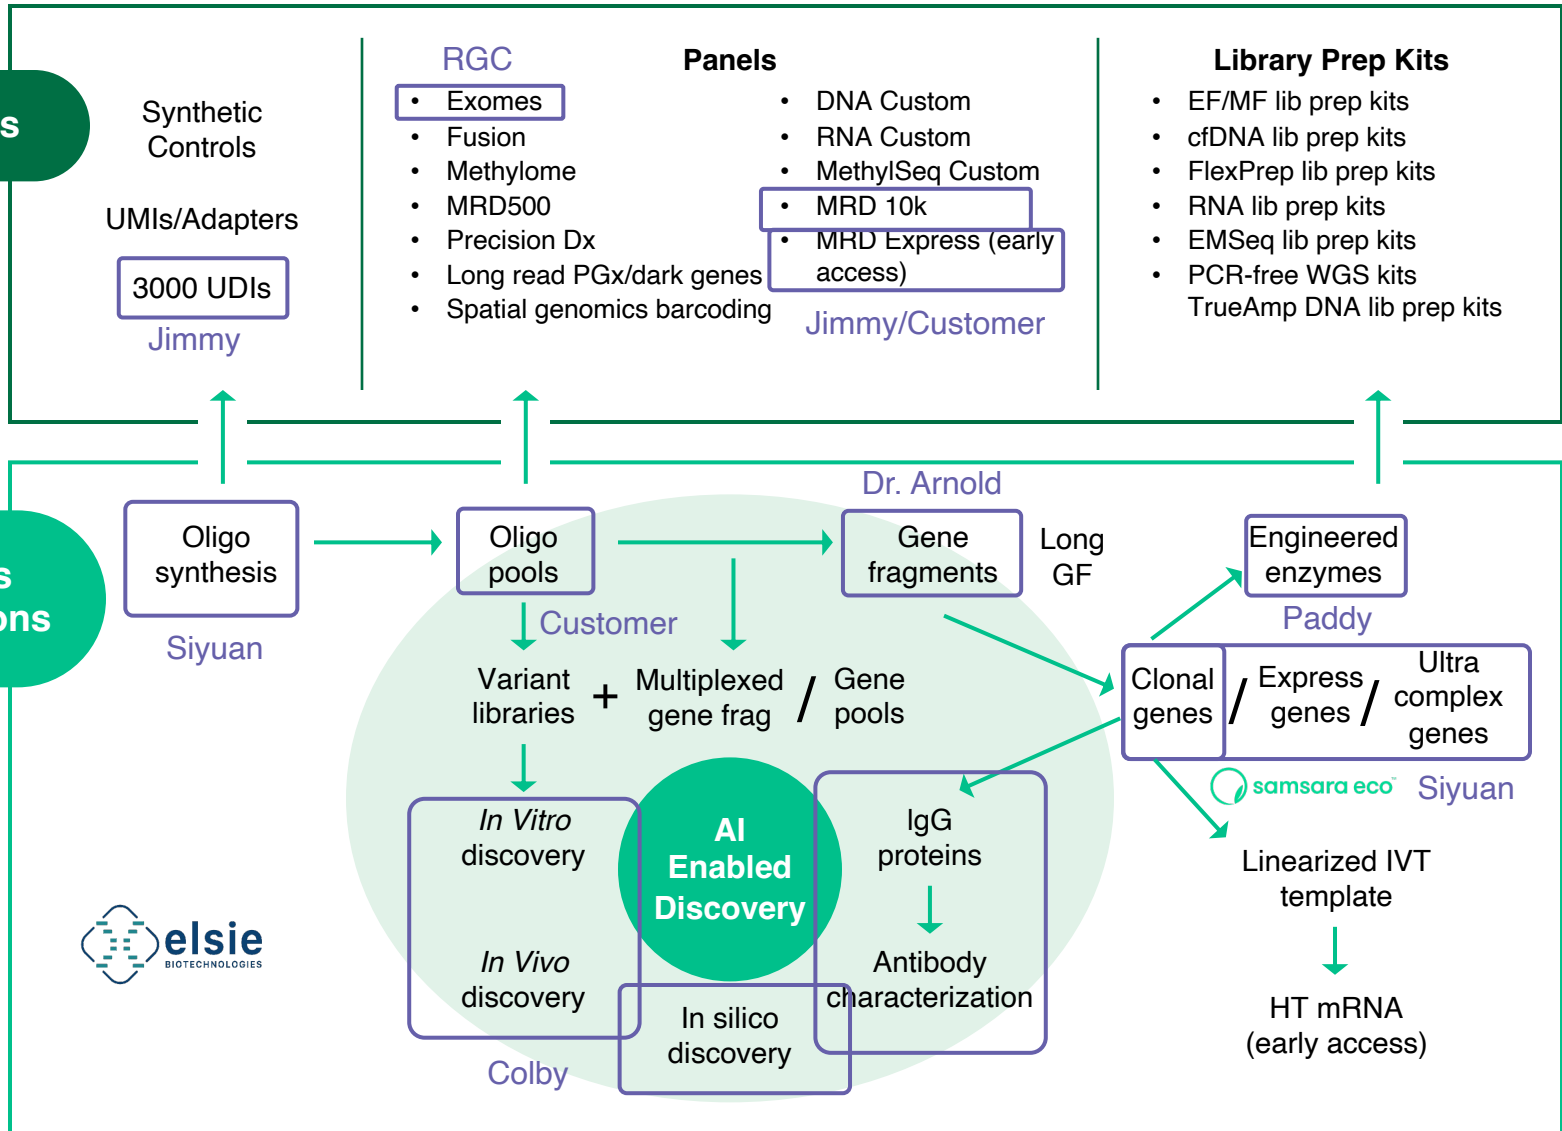 s
Synthetic
Controls
UMIs/Adapters
3000 UDIs
Jimmy
RGC
Panels
• Exomes
• Fusion
• Methylome
• MRD500
• Precision Dx
• Long read PGx/dark genes
• Spatial genomics barcoding
• DNA Custom
• RNA Custom
• MethylSeq Custom
• MRD 10k
• MRD Express (early
access)
Jimmy/Customer
Library Prep Kits
• EF/MF lib prep kits
• cfDNA lib prep kits
• FlexPrep lib prep kits
• RNA lib prep kits
• EMSeq lib prep kits
• PCR-free WGS kits
TrueAmp DNA lib prep kits
s
ons
Oligo
synthesis
Siyuan
Oligo
pools
Customer
Dr. Arnold
Gene
fragments
Long
GF
Engineered
enzymes
Paddy
Variant
libraries
+
Multiplexed
gene frag
/
Gene
pools
Clonal
genes
/
Express
genes
/
Ultra
complex
genes
samsara eco™
Siyuan
In Vitro
discovery
In Vivo
discovery
Colby
AI
Enabled
Discovery
In silico
discovery
IgG
proteins
Antibody
characterization
Linearized IVT
template
HT mRNA
(early access)
elsie
BIOTECHNOLOGIES